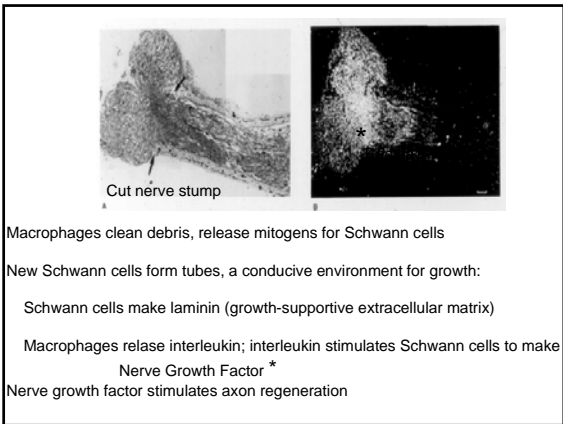 *
Cut nerve stump
A
B
Macrophages clean debris, release mitogens for Schwann cells
New Schwann cells form tubes, a conducive environment for growth:
Schwann cells make laminin (growth-supportive extracellular matrix)
Macrophages relase interleukin; interleukin stimulates Schwann cells to make
Nerve Growth Factor *
Nerve growth factor stimulates axon regeneration